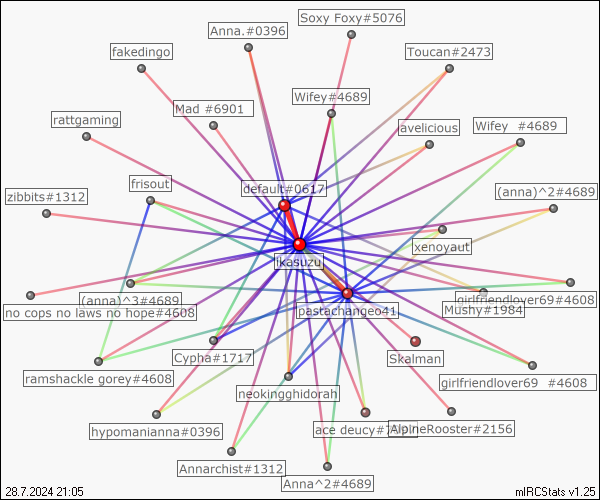 Soxy Foxy#5076
Anna.#0396
fakedingo
Toucan#2473
Wifey#4689
Mad #6901
rattgaming
avelicious
Wifey #4689
frisout
default#0617
zibbits#1312
(anna)^2#4689
xenoyaut
ikasuzu
(anna)^3#4689
girlfriendlover69#4608
no cops no laws no hope#4608
pastachangeo41
Mushy#1984
Cypha#1717
Skalman
ramshackle gorey#4608
girlfriendlover69 #4608
neokingghidorah
hypomanianna#0396
ace deucy#
AlpineRooster#2156
Annarchist#1312
Anna^2#4689
28.7.2024 21:05
mIRCStats v1.25